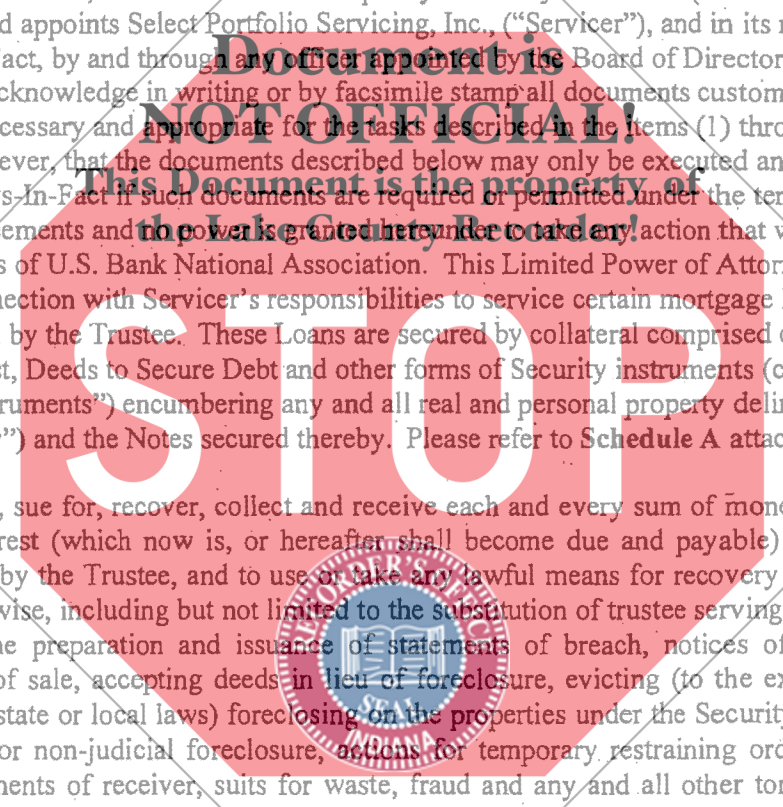 d appoints Select Portfolio Servicing, Inc., (“Servicer”), and in its
act, by and through any officer appointed by the Board of Director
cknowledge in writing or by facsimile stamp all documents custom
cessary and appropriate for the tasks described in the items (1) thro
ever, that the documents described below may only be executed an
s-In-Fact if such documents are required or permitted under the ter
ements and no power is granted hereunder to take any action that
s of U.S. Bank National Association. This Limited Power of Attor
nection with Servicer’s responsibilities to service certain mortgage
by the Trustee. These Loans are secured by collateral comprised
t, Deeds to Secure Debt and other forms of Security instruments (c
ruments”) encumbering any and all real and personal property deli
”) and the Notes secured thereby. Please refer to Schedule A attac
, sue for, recover, collect and receive each and every sum of mone
rest (which now is, or hereafter shall become due and payable)
by the Trustee, and to use or take any lawful means for recovery
wise, including but not limited to the substitution of trustee serving
he preparation and issuance of statements of breach, notices of
of sale, accepting deeds in lieu of foreclosure, evicting (to the ex
state or local laws) foreclosing on the properties under the Securit
or non-judicial foreclosure, actions for temporary restraining ord
nents of receiver, suits for waste, fraud and any and all other to
Document is
NOT OFFICIAL!
This Document is the property of
the Lake County Recorder!
STOP
RECORDER'S OFFICE
SEAL
INDIANA